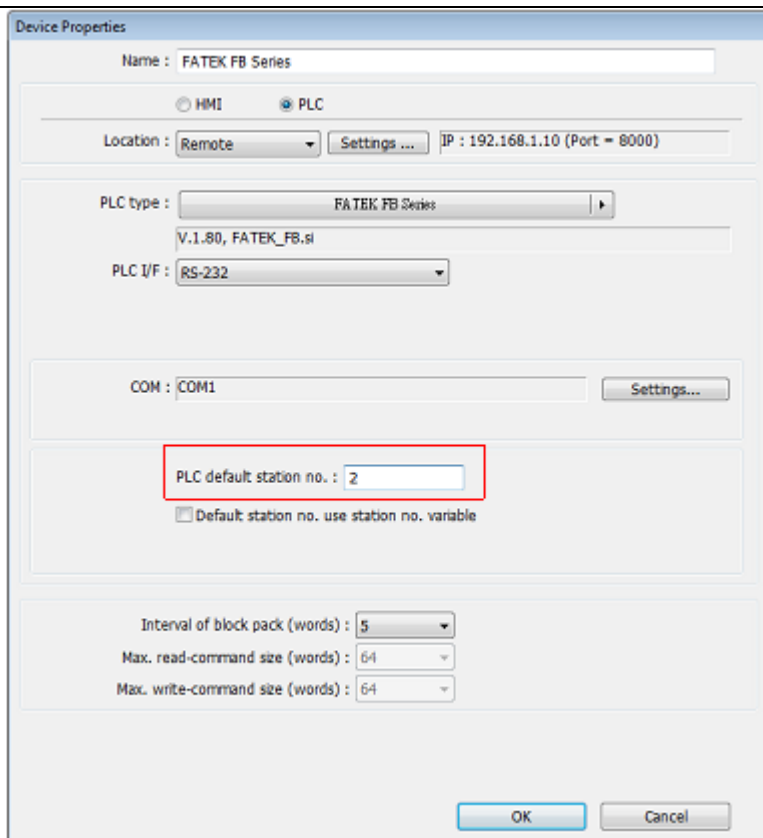 Device Properties
Name : FATEK FB Series
HMI PLC
Location : Remote Settings ... IP : 192.168.1.10 (Port = 8000)
PLC type : FATEK FB Series
V.1.80, FATEK_FB.si
PLC I/F : RS-232
COM : COM1 Settings...
PLC default station no. : 2
Default station no. use station no. variable
Interval of block pack (words) : 5
Max. read-command size (words) : 64
Max. write-command size (words) : 64
OK Cancel